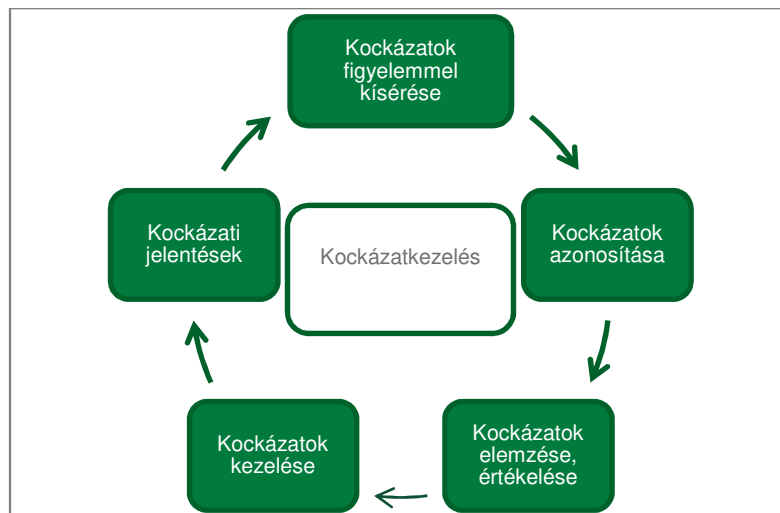 Kockázatok
figyelemmel
kísérése
Kockázati
jelentések
Kockázatkezelés
Kockázatok
azonosítása
Kockázatok
kezelése
Kockázatok
elemzése,
értékelése